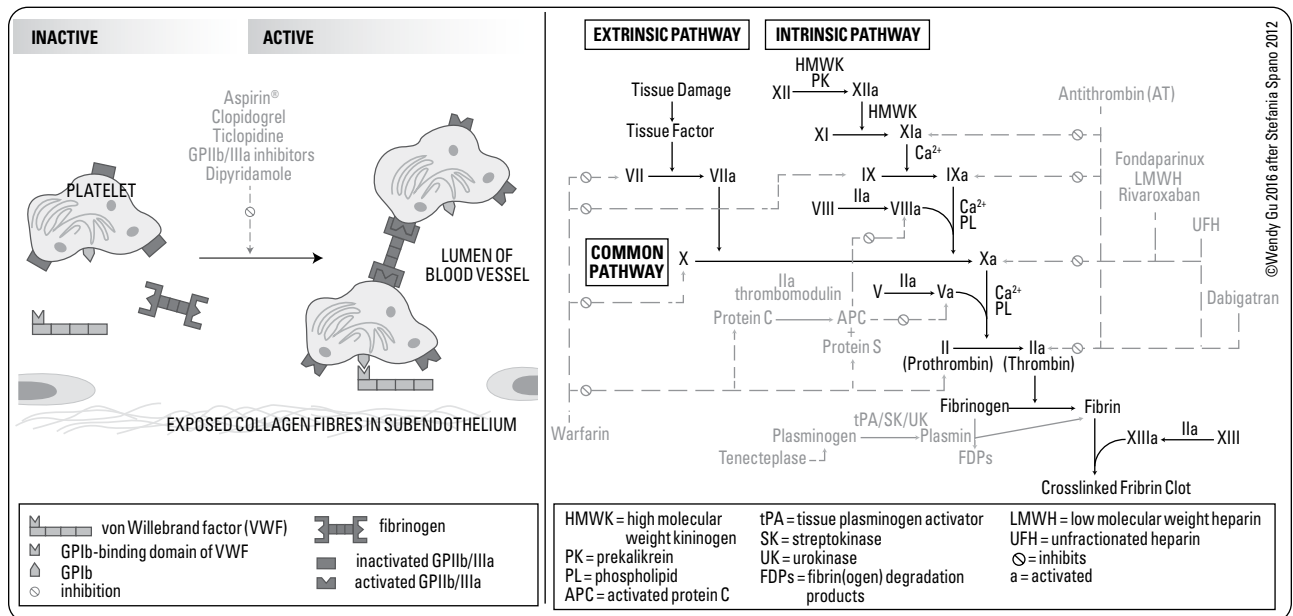 INACTIVE
ACTIVE
Aspirin®
Clopidogrel
Ticlopidine
GPIIb/IIIa inhibitors
Dipyridamole
PLATELET
LUMEN OF
BLOOD VESSEL
EXPOSED COLLAGEN FIBRES IN SUBENDOTHELIUM
von Willebrand factor (VWF)
GPIb-binding domain of VWF
GPIb
inhibition
fibrinogen
inactivated GPIIb/IIIa
activated GPIIb/IIIa
EXTRINSIC PATHWAY
INTRINSIC PATHWAY
HMWK
PK
XII
XIIa
HMWK
Tissue Damage
Tissue Factor
XI
XIa
Ca²⁺
Antithrombin (AT)
VII
VIIa
IX
IXa
Fondaparinux
LMWH
Rivaroxaban
IIa
VIII
VIIIa
Ca²⁺
PL
UFH
COMMON
PATHWAY
X
Xa
IIa
thrombomodulin
IIa
V
Va
Ca²⁺
PL
Dabigatran
Protein C
APC
+
Protein S
II
(Prothrombin)
IIa
(Thrombin)
Fibrinogen
Fibrin
Warfarin
tPA/SK/UK
Plasminogen
Plasmin
Tenecteplase
FDPs
XIIIa
IIa
XIII
Crosslinked Fribrin Clot
HMWK = high molecular
weight kininogen
PK = prekalikrein
PL = phospholipid
APC = activated protein C
tPA = tissue plasminogen activator
SK = streptokinase
UK = urokinase
FDPs = fibrin(ogen) degradation
products
LMWH = low molecular weight heparin
UFH = unfractionated heparin
= inhibits
a = activated
©Wendy Gu 2016 after Stefania Spano 2012